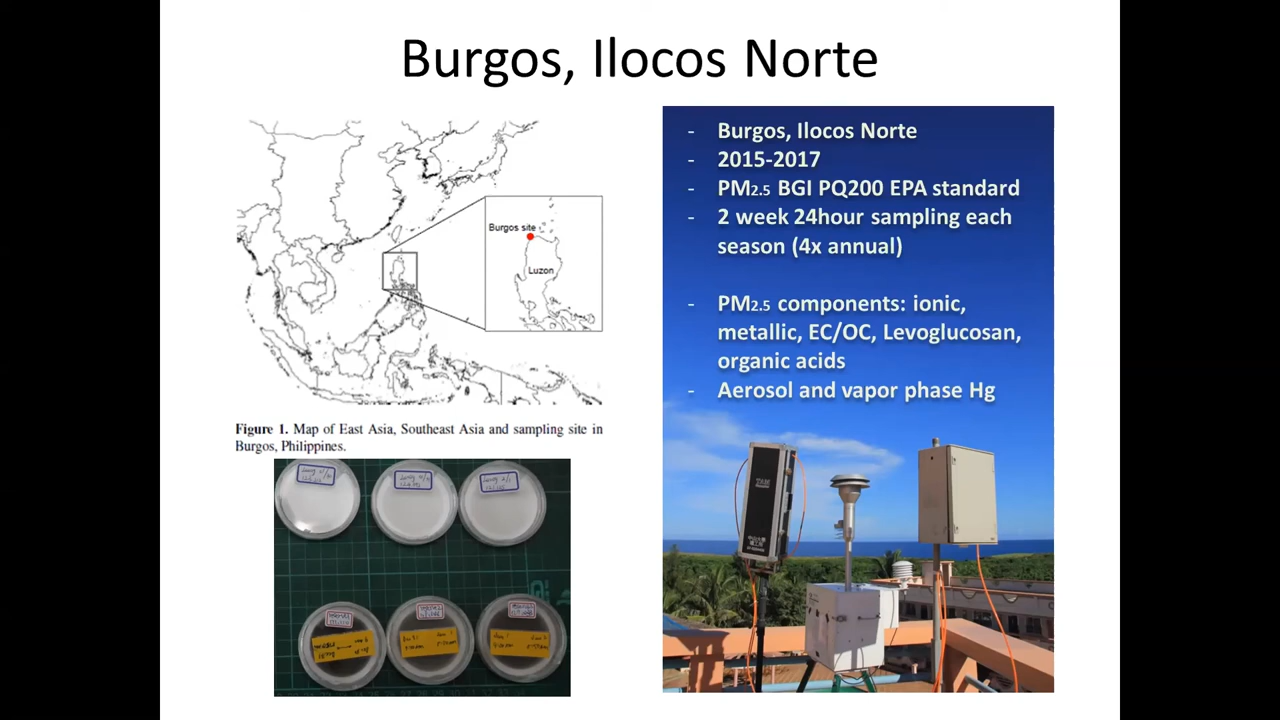 Burgos, Ilocos Norte
Burgos site
Luzon
Figure 1. Map of East Asia, Southeast Asia and sampling site in
Burgos, Philippines.
- Burgos, Ilocos Norte
- 2015-2017
- PM2.5 BGI PQ200 EPA standard
- 2 week 24hour sampling each
season (4x annual)
- PM2.5 components: ionic,
metallic, EC/OC, Levoglucosan,
organic acids
- Aerosol and vapor phase Hg